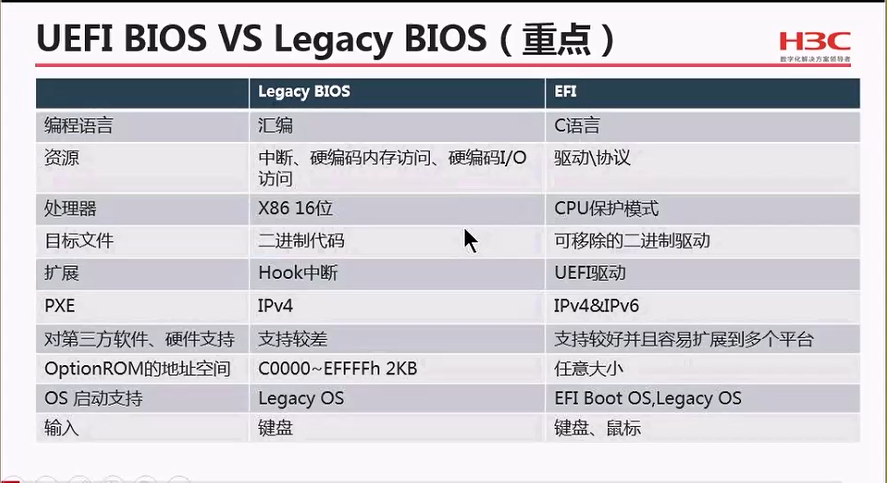 UEFI BIOS VS Legacy BIOS（重点）
H3C
数字化解决方案领导者
Legacy BIOS EFI
编程语言 汇编 C语言
资源 中断、硬编码内存访问、硬编码I/O 驱动\协议
访问
处理器 X86 16位 CPU保护模式
目标文件 二进制代码 可移除的二进制驱动
扩展 Hook中断 UEFI驱动
PXE IPv4 IPv4&IPv6
对第三方软件、硬件支持 支持较差 支持较好并且容易扩展到多个平台
OptionROM的地址空间 C0000~EFFFFh 2KB 任意大小
OS 启动支持 Legacy OS EFI Boot OS,Legacy OS
输入 键盘 键盘、鼠标